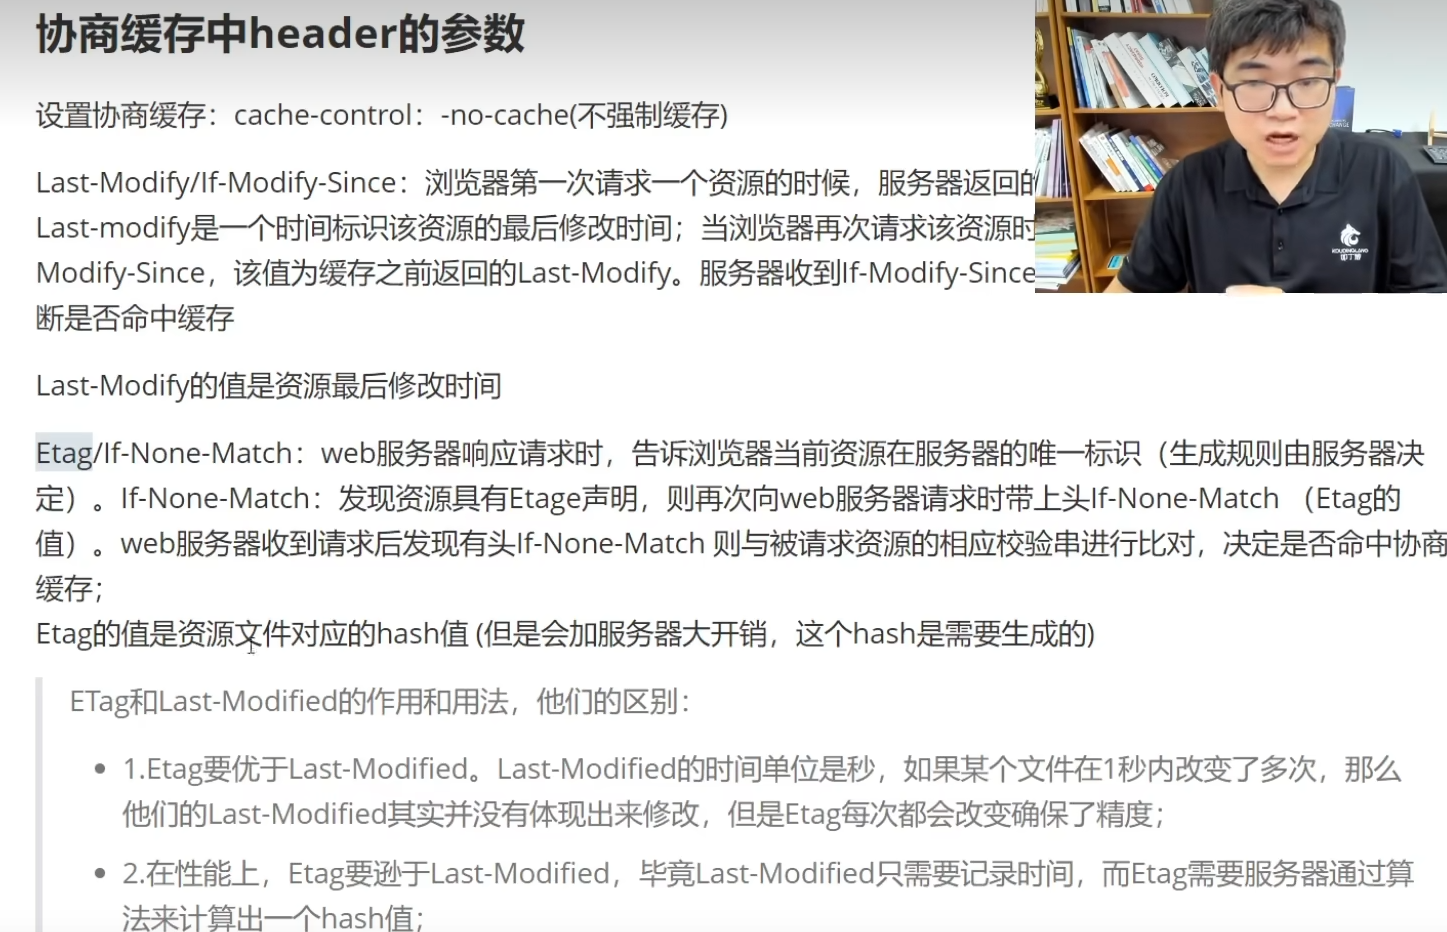 协商缓存中header的参数
设置协商缓存：cache-control：-no-cache(不强制缓存)
Last-Modify/If-Modify-Since：浏览器第一次请求一个资源的时候，服务器返回的
Last-modify是一个时间标识该资源的最后修改时间；当浏览器再次请求该资源时
Modify-Since，该值为缓存之前返回的Last-Modify。服务器收到If-Modify-Since
断是否命中缓存
Last-Modify的值是资源最后修改时间
Etag/If-None-Match：web服务器响应请求时，告诉浏览器当前资源在服务器的唯一标识（生成规则由服务器决
定）。If-None-Match：发现资源具有Etage声明，则再次向web服务器请求时带上头If-None-Match （Etag的
值）。web服务器收到请求后发现有头If-None-Match 则与被请求资源的相应校验串进行比对，决定是否命中协商
缓存；
Etag的值是资源文件对应的hash值 (但是会加服务器大开销，这个hash是需要生成的)
ETag和Last-Modified的作用和用法，他们的区别：
1.Etag要优于Last-Modified。Last-Modified的时间单位是秒，如果某个文件在1秒内改变了多次，那么
他们的Last-Modified其实并没有体现出来修改，但是Etag每次都会改变确保了精度；
2.在性能上，Etag要逊于Last-Modified，毕竟Last-Modified只需要记录时间，而Etag需要服务器通过算
法来计算出一个hash值；